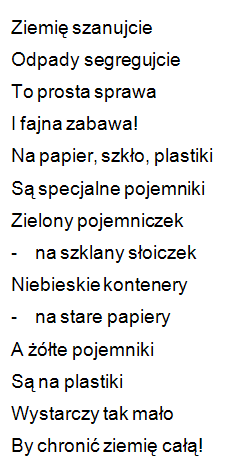 Ziemię szanujcie
Odpady segregujcie
To prosta sprawa
I fajna zabawa!
Na papier, szkło, plastiki
Są specjalne pojemniki
Zielony pojemniczek
- na szklany słoiczek
Niebieskie kontenery
- na stare papiery
A żółte pojemniki
Są na plastiki
Wystarczy tak mało
By chronić ziemię całą!